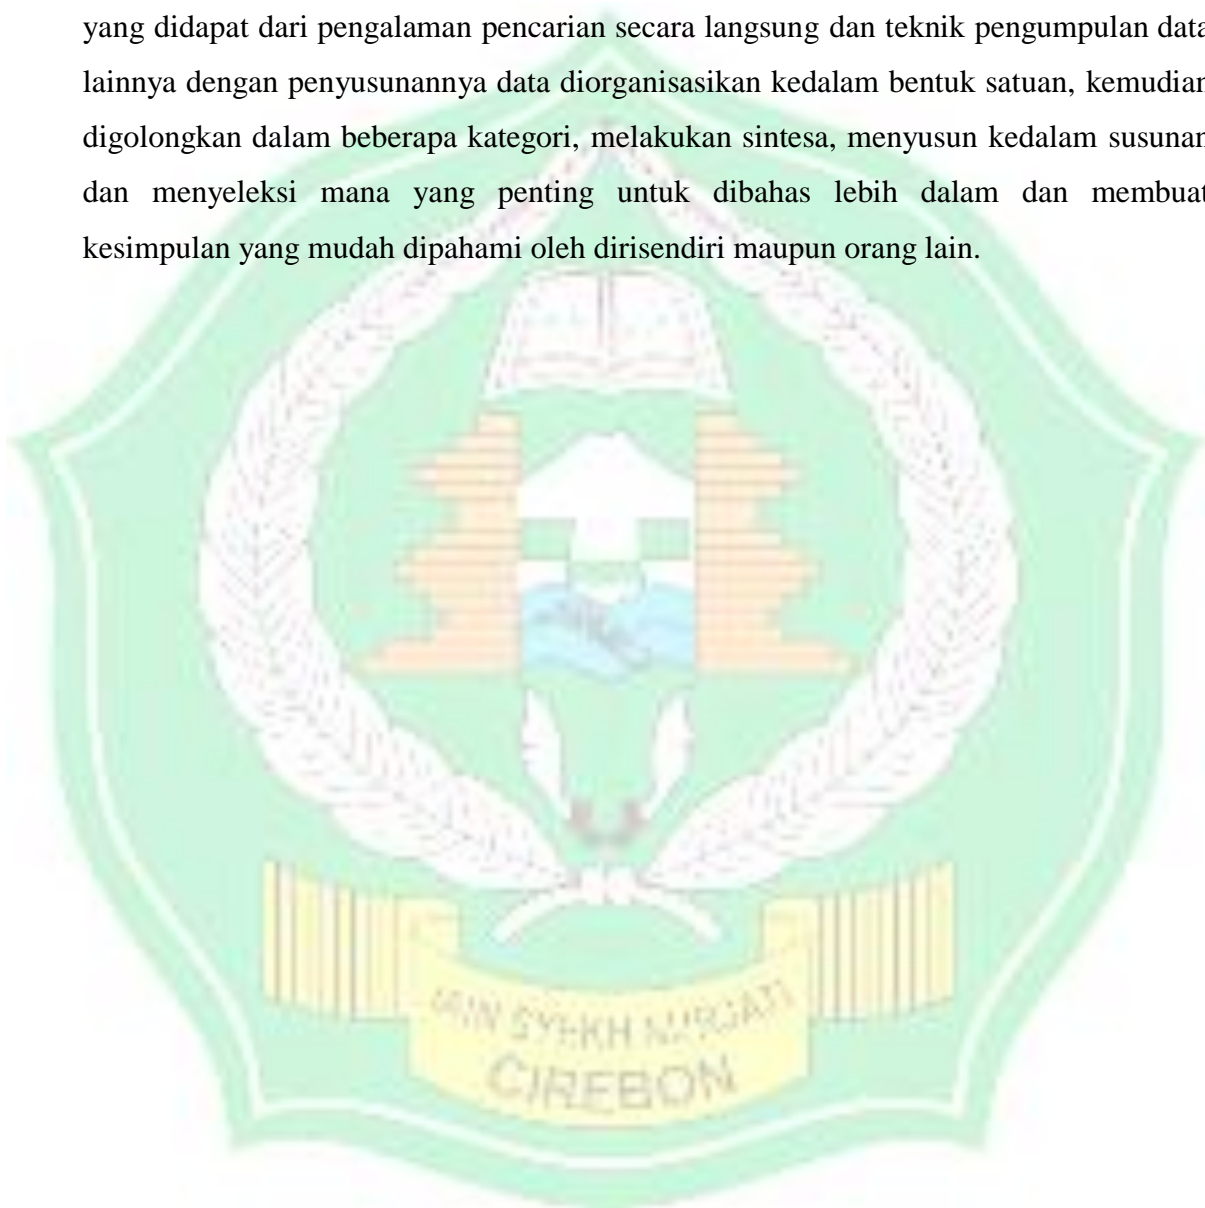 yang didapat dari pengalaman pencarian secara langsung dan teknik pengumpulan data
lainnya dengan penyusunannya data diorganisasikan kedalam bentuk satuan, kemudian
digolongkan dalam beberapa kategori, melakukan sintesa, menyusun kedalam susunan
dan menyeleksi mana yang penting untuk dibahas lebih dalam dan membuat
kesimpulan yang mudah dipahami oleh dirisendiri maupun orang lain.
IAIN SYEKH NURJATI
CIREBON